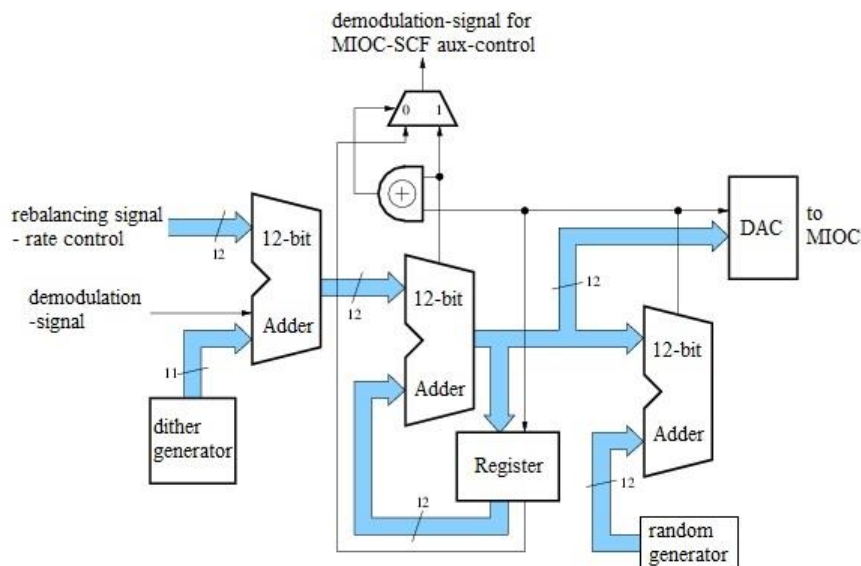 demodulation-signal for
MIOC-SCF aux-control
0 1
+
rebalancing signal
- rate control
12
12-bit
Adder
demodulation
-signal
11
dither
generator
12
12-bit
Adder
Register
12
12
DAC
to
MIOC
12-bit
Adder
12
random
generator